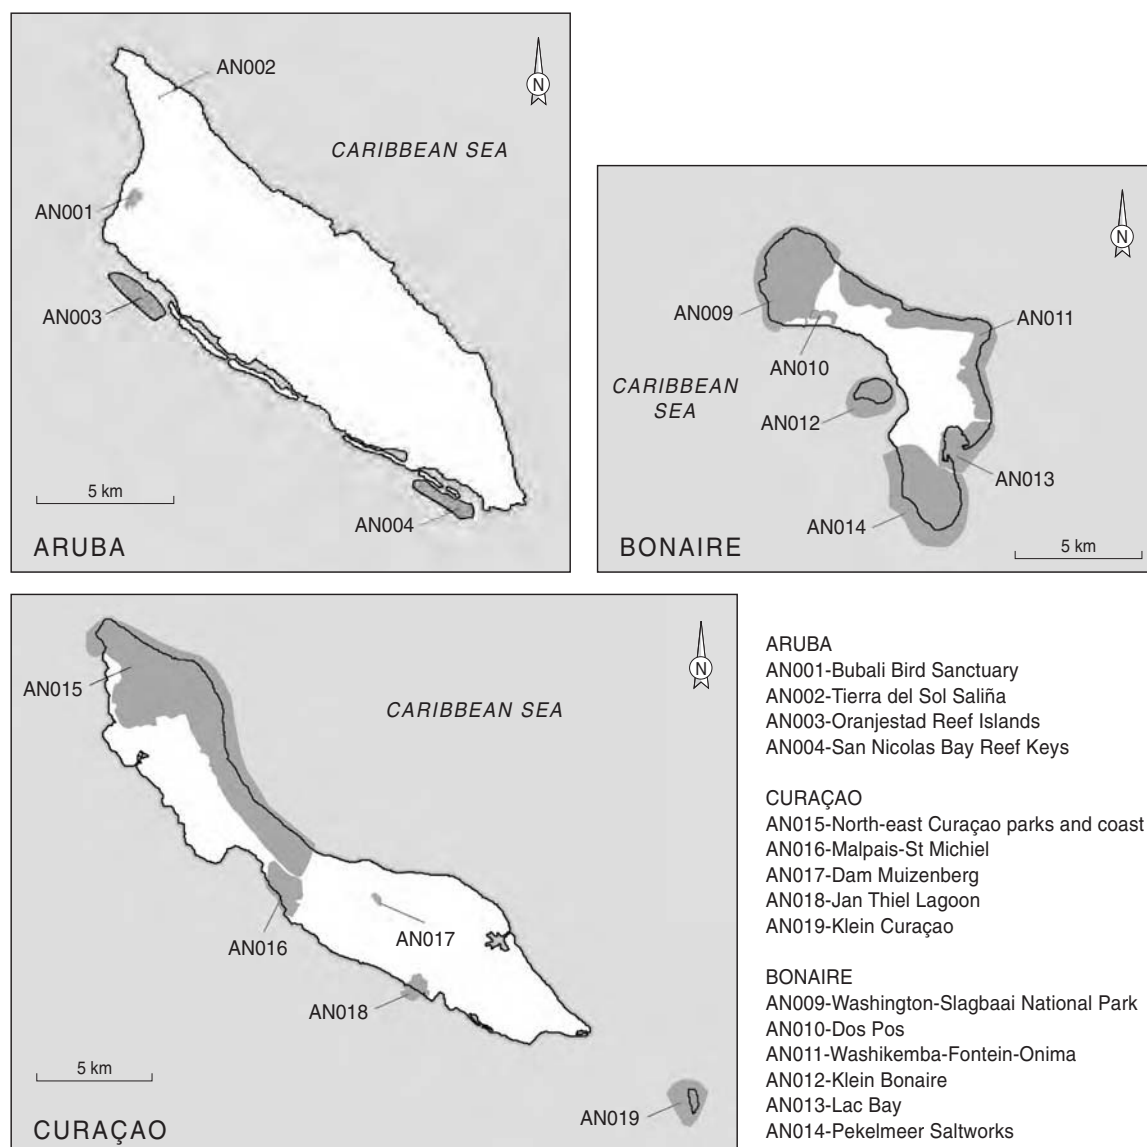 AN002
N
CARIBBEAN SEA
AN001
AN003
5 km
AN004
ARUBA
N
AN009
AN011
AN010
CARIBBEAN
SEA
AN012
AN013
AN014
5 km
BONAIRE
N
AN015
CARIBBEAN SEA
AN016
AN017
AN018
5 km
AN019
CURAÇAO
ARUBA
AN001-Bubali Bird Sanctuary
AN002-Tierra del Sol Saliña
AN003-Oranjestad Reef Islands
AN004-San Nicolas Bay Reef Keys
CURAÇAO
AN015-North-east Curaçao parks and coast
AN016-Malpais-St Michiel
AN017-Dam Muizenberg
AN018-Jan Thiel Lagoon
AN019-Klein Curaçao
BONAIRE
AN009-Washington-Slagbaai National Park
AN010-Dos Pos
AN011-Washikemba-Fontein-Onima
AN012-Klein Bonaire
AN013-Lac Bay
AN014-Pekelmeer Saltworks